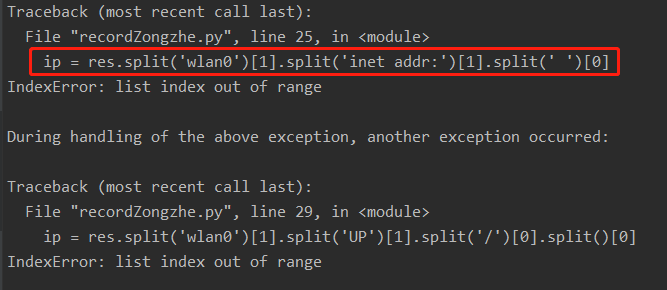 Traceback (most recent call last):
  File "recordZongzhe.py", line 25, in <module>
    ip = res.split('wlan0')[1].split('inet addr:')[1].split(' ')[0]
IndexError: list index out of range

During handling of the above exception, another exception occurred:

Traceback (most recent call last):
  File "recordZongzhe.py", line 29, in <module>
    ip = res.split('wlan0')[1].split('UP')[1].split('/')[0].split()[0]
IndexError: list index out of range